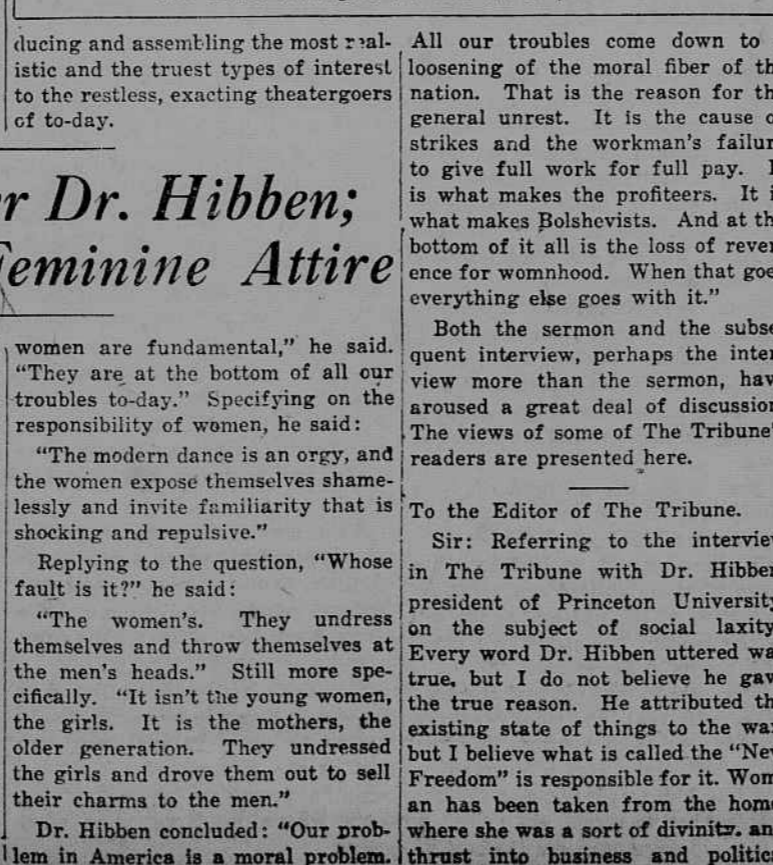 ducing and assembling the most real-
istic and the truest types of interest
to the restless, exacting theatergoers
of to-day.
r Dr. Hibben;
Feminine Attire
women are fundamental," he said.
"They are at the bottom of all our
troubles to-day." Specifying on the
responsibility of women, he said:
"The modern dance is an orgy, and
the women expose themselves shame-
lessly and invite familiarity that is
shocking and repulsive."
Replying to the question, "Whose
fault is it?" he said:
"The women's. They undress
themselves and throw themselves at
the men's heads." Still more spe-
cifically. "It isn't the young women,
the girls. It is the mothers, the
older generation. They undressed
the girls and drove them out to sell
their charms to the men."
Dr. Hibben concluded: "Our prob-
lem in America is a moral problem.
All our troubles come down to
loosening of the moral fiber of th
nation. That is the reason for th
general unrest. It is the cause o
strikes and the workman's failur
to give full work for full pay. I
is what makes the profiteers. It i
what makes Bolshevists. And at th
bottom of it all is the loss of rever
ence for womnhood. When that goe
everything else goes with it."
Both the sermon and the subse
quent interview, perhaps the inter
view more than the sermon, hav
aroused a great deal of discussion
The views of some of The Tribune'
readers are presented here.
To the Editor of The Tribune.
Sir: Referring to the intervie
in The Tribune with Dr. Hibben
president of Princeton University
on the subject of social laxity
Every word Dr. Hibben uttered wa
true, but I do not believe he gav
the true reason. He attributed th
existing state of things to the war
but I believe what is called the "New
Freedom" is responsible for it. Wom
an has been taken from the home
where she was a sort of divinity, an
thrust into business and politic